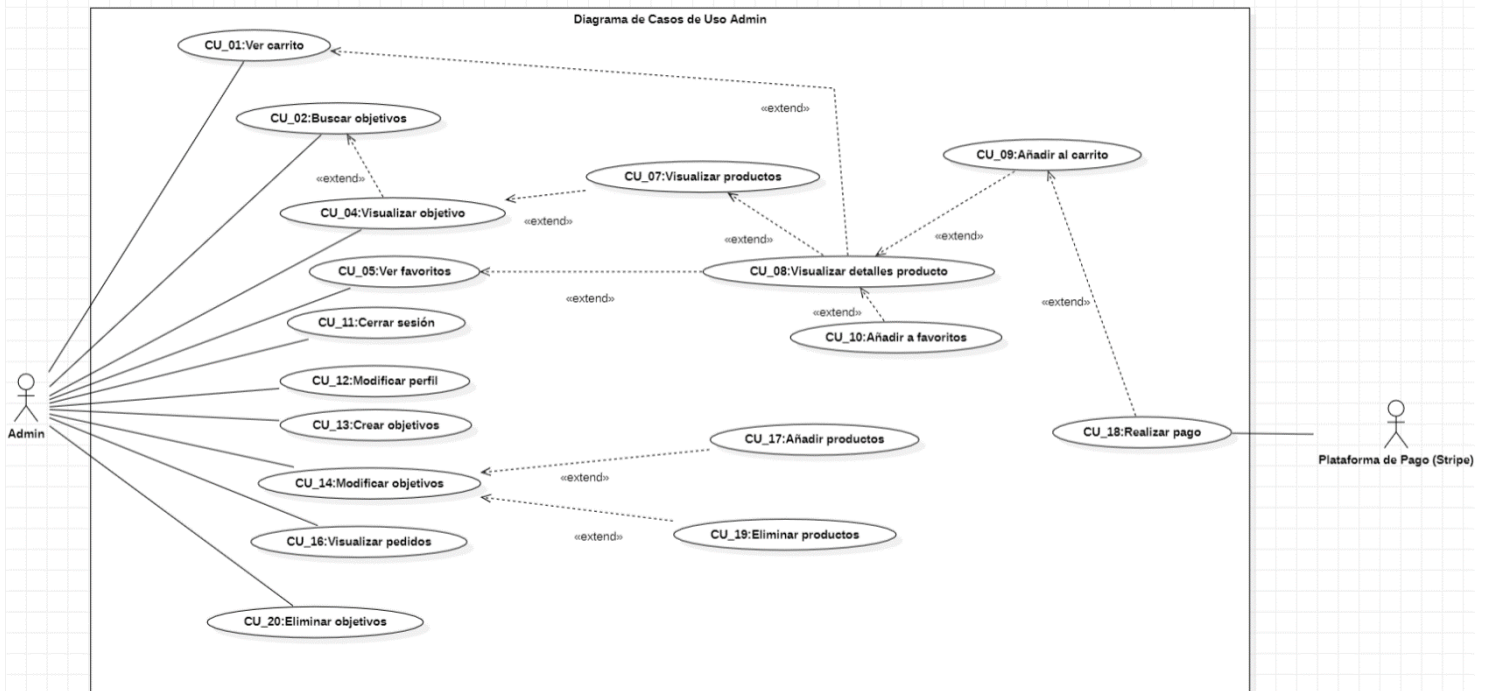 Diagrama de Casos de Uso Admin
CU_01:Ver carrito
«extend»
CU_02:Buscar objetivos
CU_09:Añadir al carrito
«extend»
CU_07:Visualizar productos
CU_04:Visualizar objetivo
«extend»
«extend»
«extend»
CU_05:Ver favoritos
CU_08:Visualizar detalles producto
«extend»
«extend»
«extend»
CU_11:Cerrar sesión
CU_10:Añadir a favoritos
CU_12:Modificar perfil
CU_13:Crear objetivos
Admin
CU_18:Realizar pago
CU_17:Añadir productos
Plataforma de Pago (Stripe)
«extend»
CU_14:Modificar objetivos
«extend»
CU_19:Eliminar productos
CU_16:Visualizar pedidos
CU_20:Eliminar objetivos